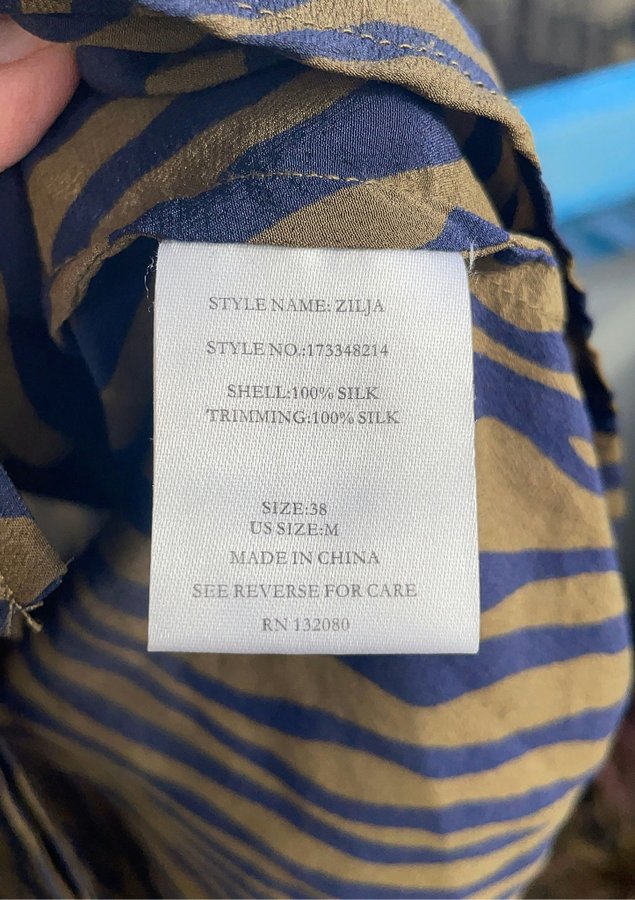 STYLE NAME: ZILJA
STYLE NO.:173348214
SHELL:100% SILK
TRIMMING:100% SILK
SIZE:38
US SIZE:M
MADE IN CHINA
SEE REVERSE FOR CARE
RN 132080